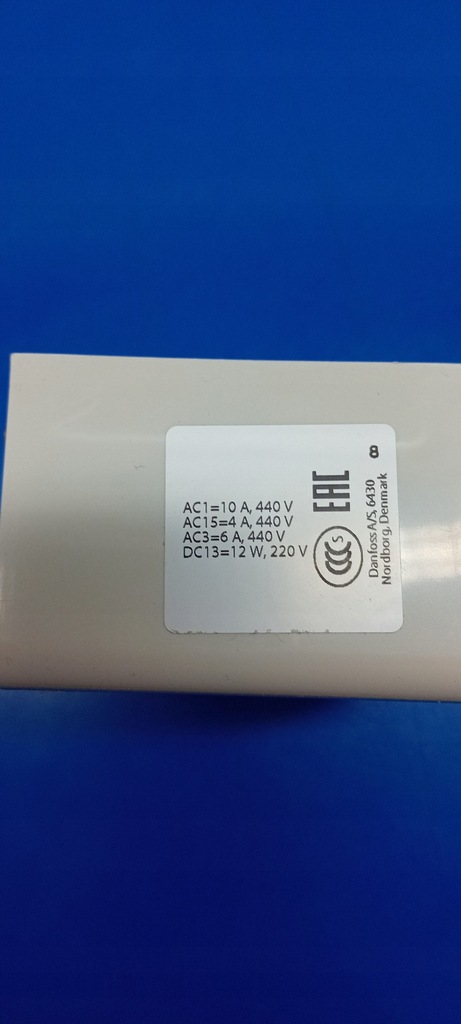 AC1=10 A, 440 V
AC15=4 A, 440 V
AC3=6 A, 440 V
DC13=12 W, 220 V
EAC
CCC S
Danfoss A/S, 6430
Nordborg, Denmark
8